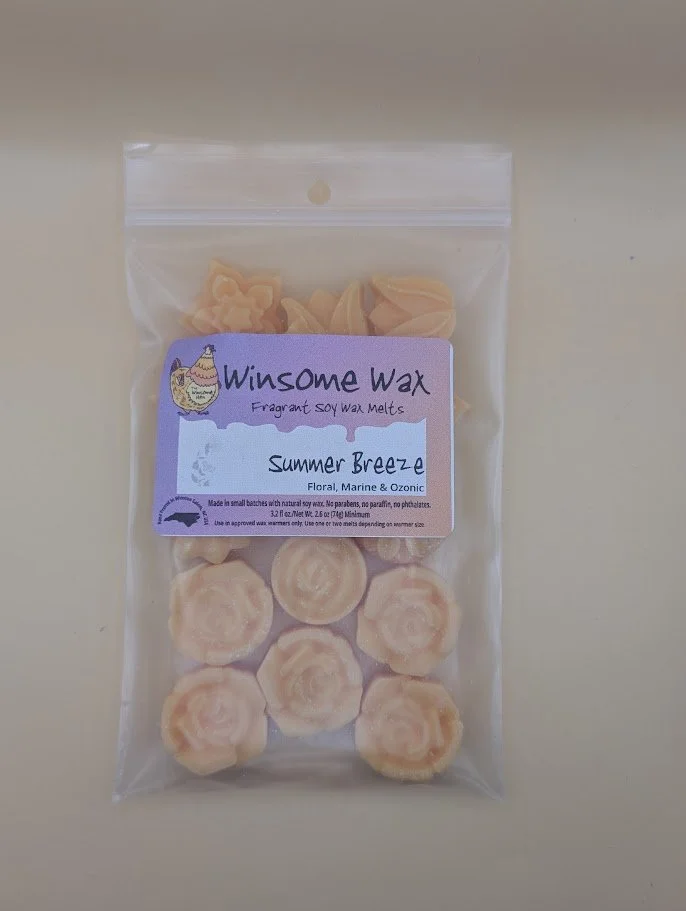 Winsome Wax
Fragrant Soy Wax Melts
Summer Breeze
Floral, Marine & Ozonic
Made in small batches with natural soy wax. No parabens, no paraffin, no phthalates.
3.2 fl oz./Net Wt. 2.6 oz (74g) Minimum
Use in approved wax warmers only. Use one or two melts depending on warmer size.